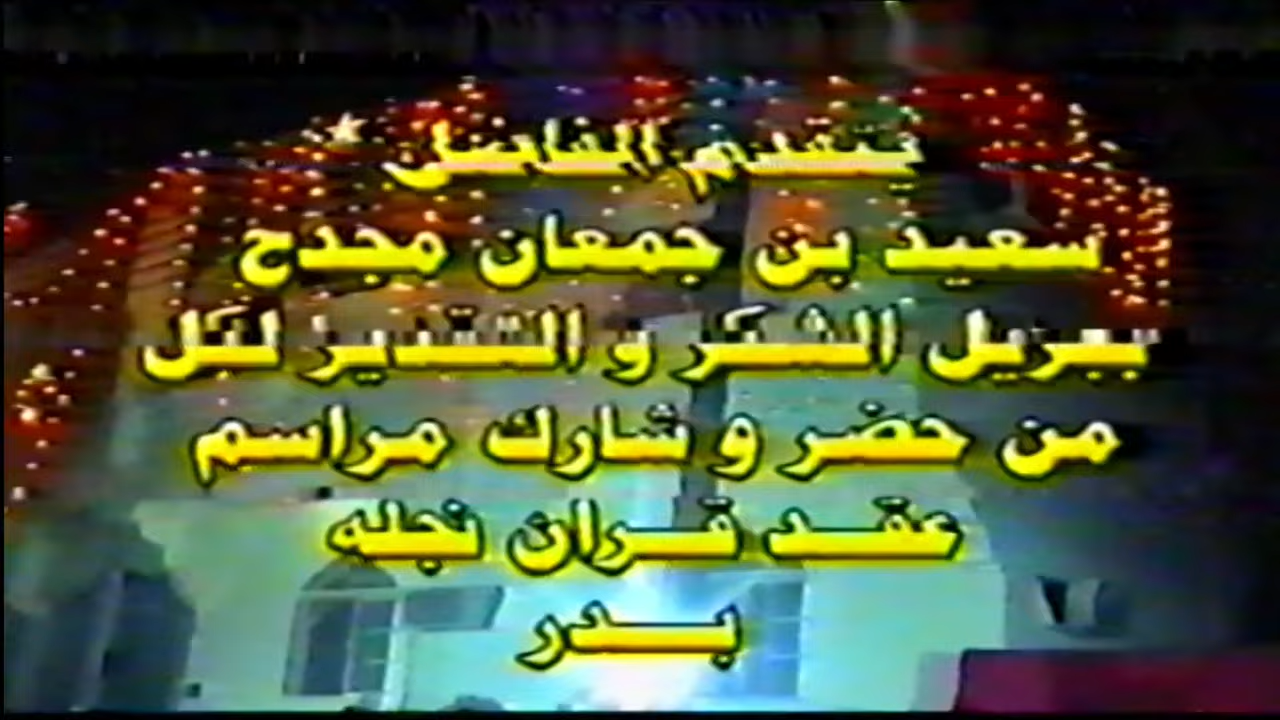 يتقدم الفاضل
سعيد بن جمعان مجدح
بجزيل الشكر و التقدير لكل
من حضر و شارك مراسم
عقد قران نجله
بدر